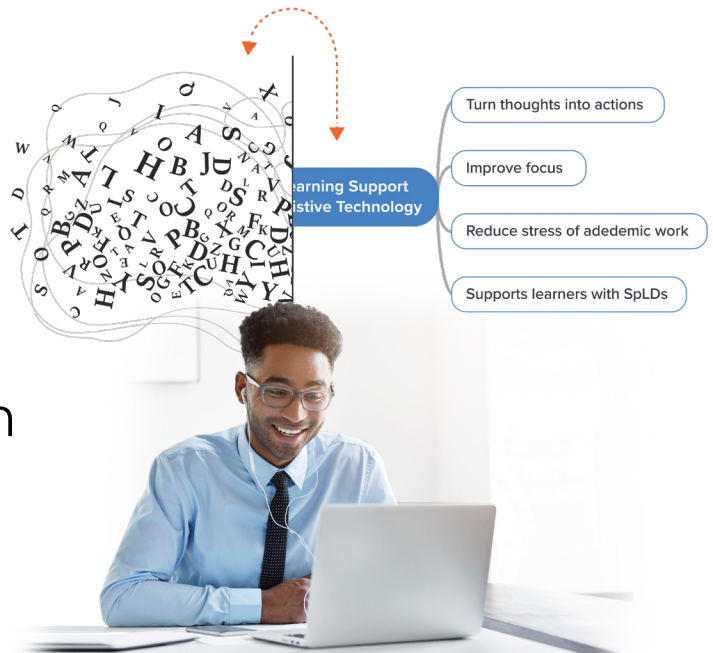 earning Support
istive Technology
Turn thoughts into actions
Improve focus
Reduce stress of adedemic work
Supports learners with SpLDs
n